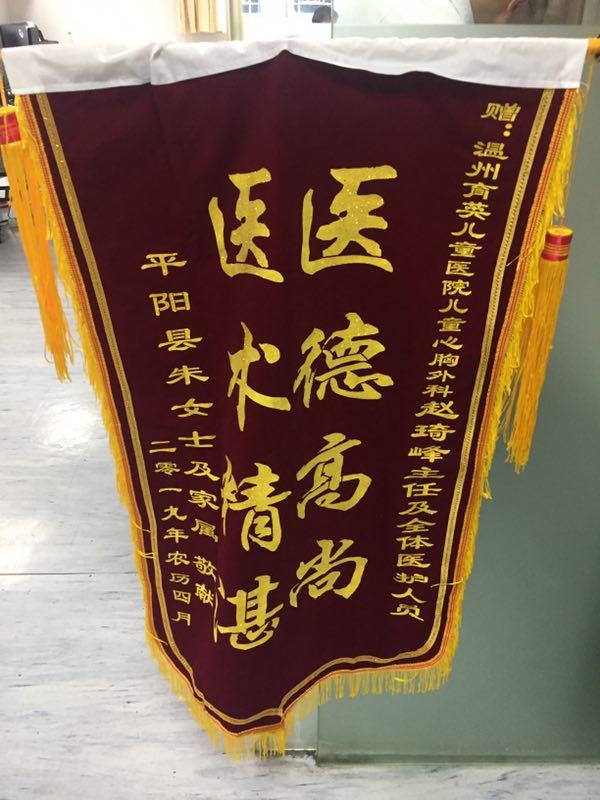 赠：温州育英儿童医院儿童心胸外科赵琦峰主任及全体医护人员
医德高尚
医术精湛
平阳县朱女士及家属敬献
二零一九年农历四月